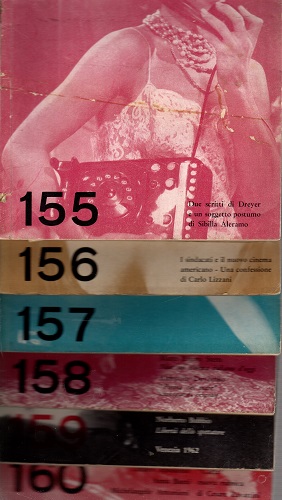 155
Due scritti di Dreyer
e un soggetto postumo
di Sibilla Aleramo
156
I sindacati e il nuovo cinema
americano - Una confessione
di Carlo Lizzani
157
158
159
Norberto Bobbio
Libertà dello spettatore
Venezia 1962
160